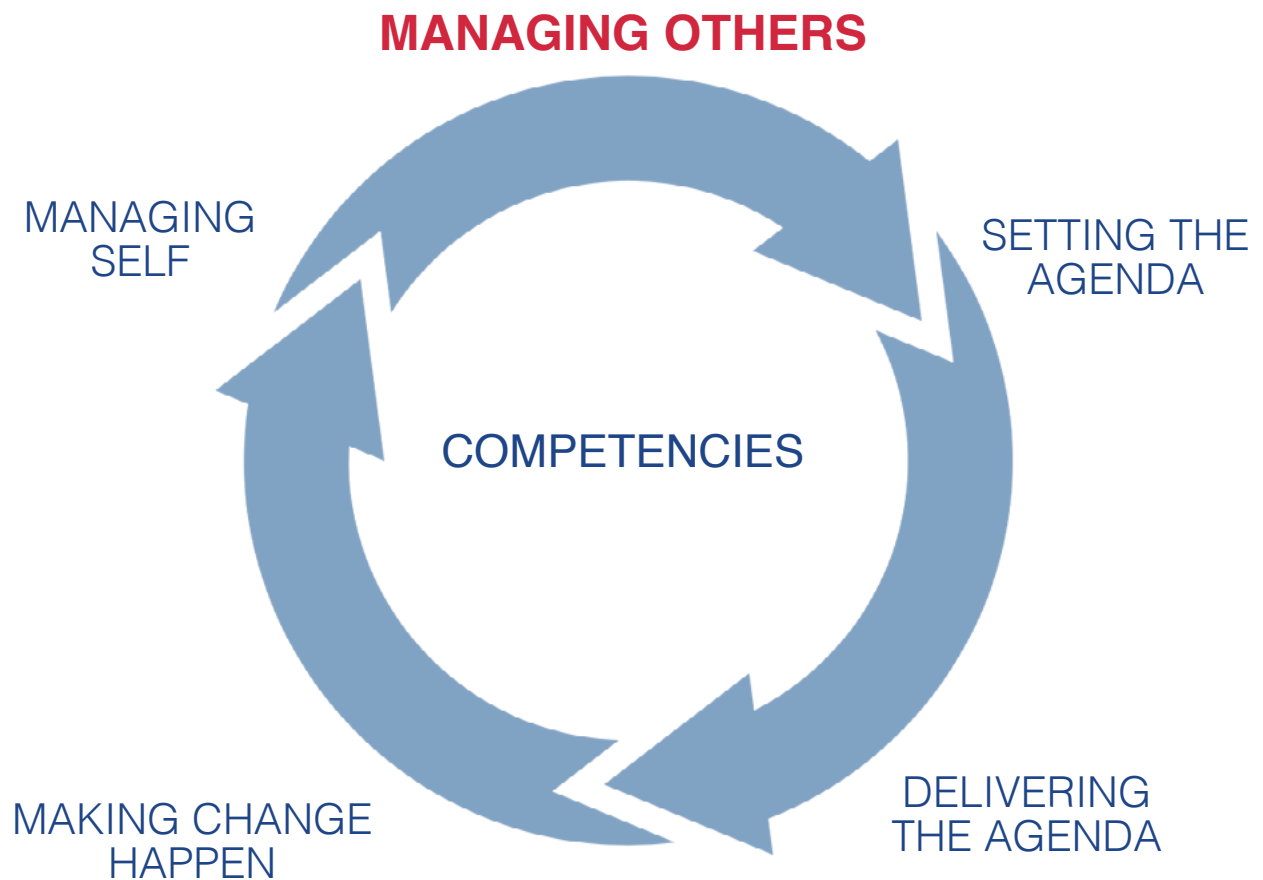 MANAGING OTHERS
MANAGING
SELF
SETTING THE
AGENDA
COMPETENCIES
DELIVERING
THE AGENDA
MAKING CHANGE
HAPPEN